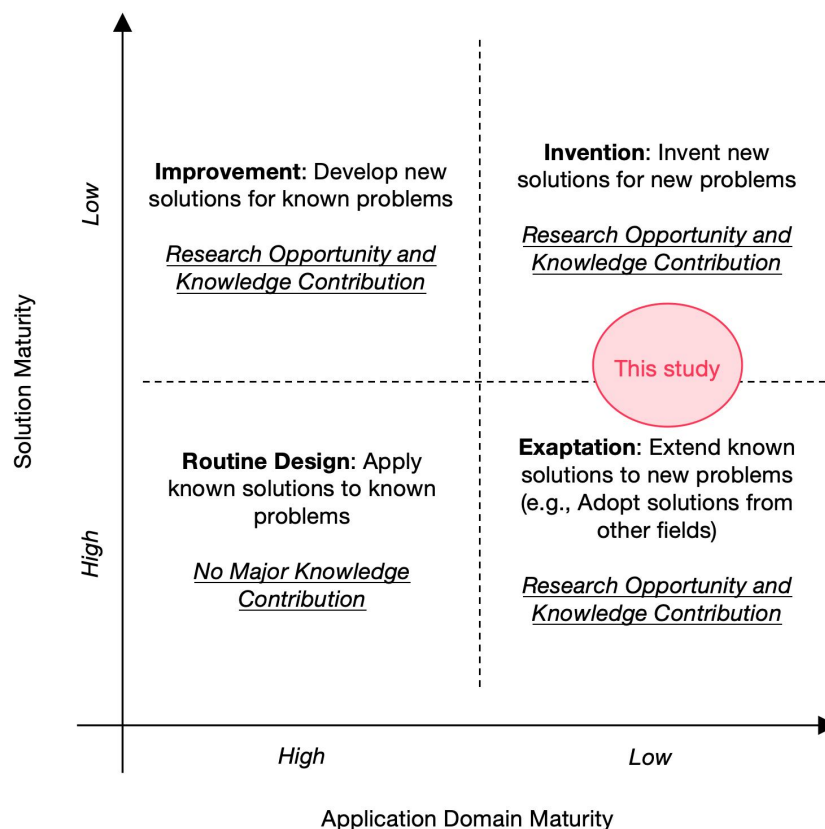 Improvement: Develop new
solutions for known problems
Research Opportunity and
Knowledge Contribution
Invention: Invent new
solutions for new problems
Research Opportunity and
Knowledge Contribution
This study
Routine Design: Apply
known solutions to known
problems
No Major Knowledge
Contribution
Exaptation: Extend known
solutions to new problems
(e.g., Adopt solutions from
other fields)
Research Opportunity and
Knowledge Contribution
Solution Maturity
Low
High
High
Low
Application Domain Maturity